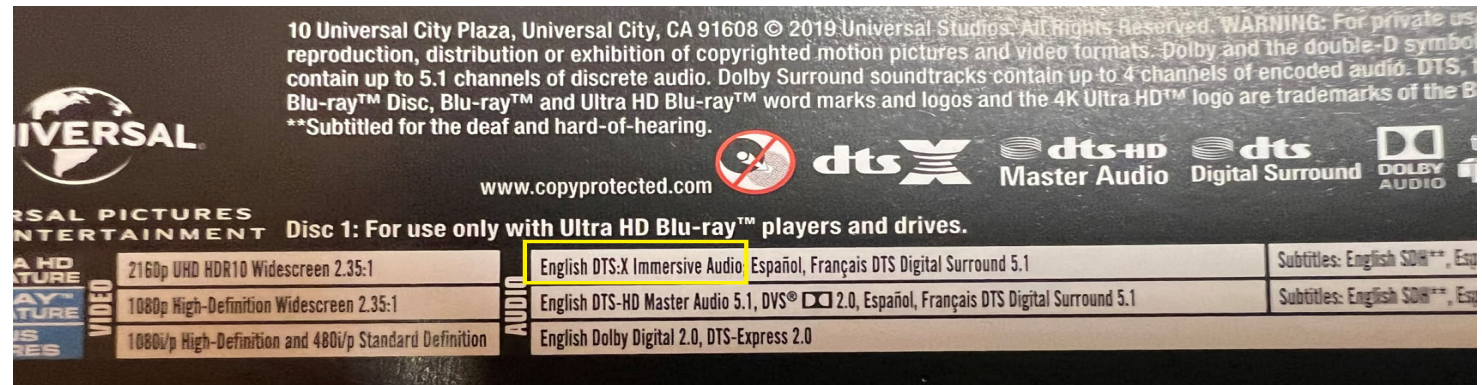 10 Universal City Plaza, Universal City, CA 91608 © 2019 Universal Studios. All Rights Reserved. WARNING: For private
reproduction, distribution or exhibition of copyrighted motion pictures and video formats. Dolby and the double-D
contain up to 5.1 channels of discrete audio. Dolby Surround soundtracks contain up to 4 channels of encoded audio. DTS,
Blu-ray™ Disc, Blu-ray™ and Ultra HD Blu-ray™ word marks and logos and the 4K Ultra HD™ logo are trademarks of the
**Subtitled for the deaf and hard-of-hearing.
IVERSAL
www.copyprotected.com
dts X
dts-HD Master Audio
dts Digital Surround
DOLBY AUDIO
RSAL PICTURES
NTERTAINMENT
Disc 1: For use only with Ultra HD Blu-ray™ players and drives.
VIDEO
AUDIO
A HD
ATURE
2160p UHD HDR10 Widescreen 2.35:1
English DTS:X Immersive Audio, Español, Français DTS Digital Surround 5.1
Subtitles: English SDH**,
AY™
TURE
1080p High-Definition Widescreen 2.35:1
English DTS-HD Master Audio 5.1, DVS® 2.0, Español, Français DTS Digital Surround 5.1
Subtitles: English SDH**,
RES
1080i/p High-Definition and 480i/p Standard Definition
English Dolby Digital 2.0, DTS-Express 2.0